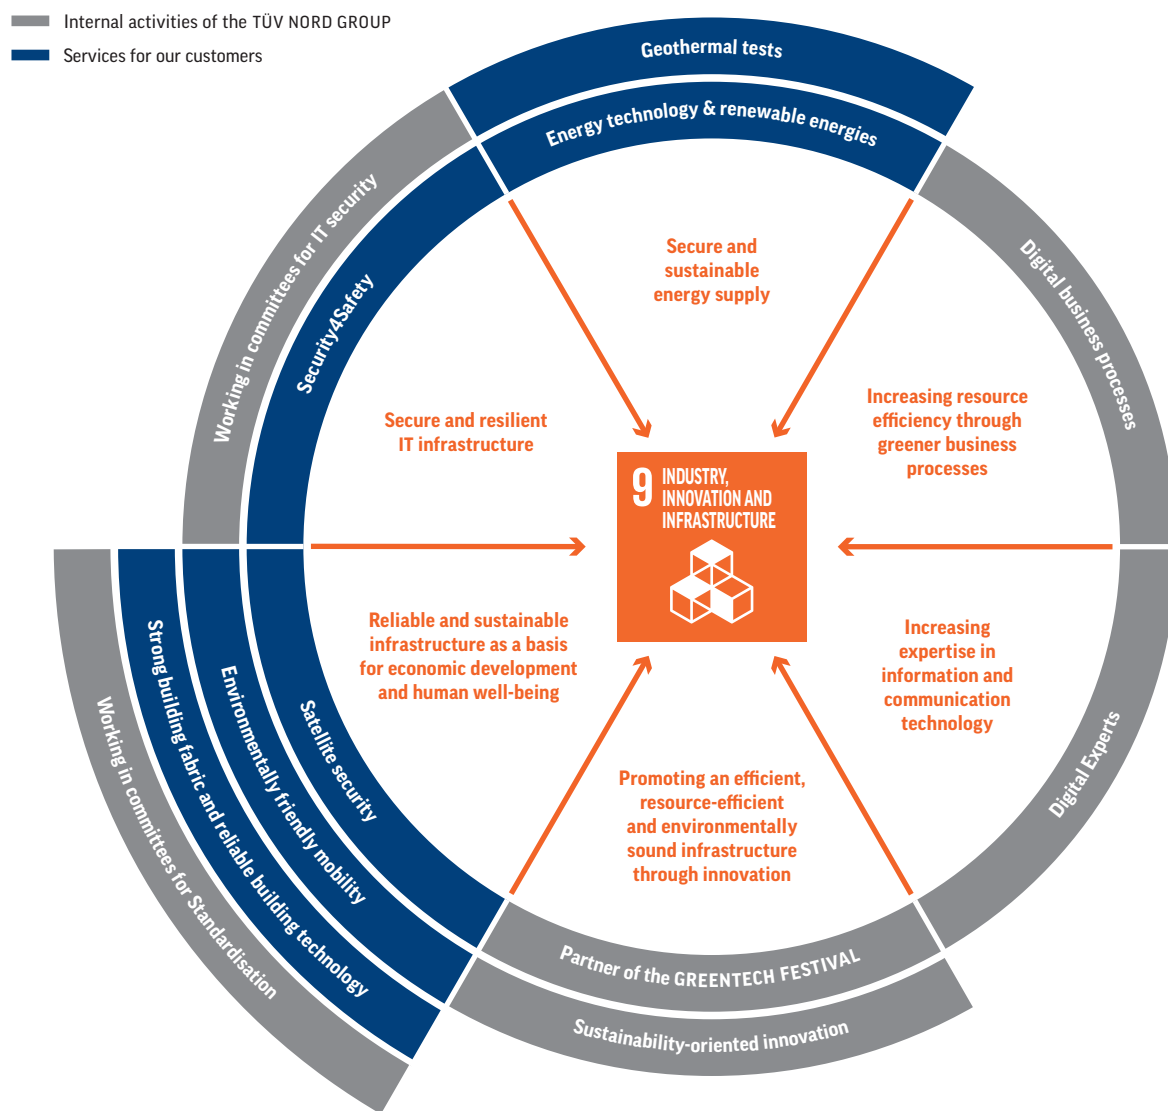 Internal activities of the TÜV NORD GROUP
Services for our customers
Geothermal tests
Energy technology & renewable energies
Working in committees for IT security
Security4Safety
Digital business processes
Secure and
sustainable
energy supply
Secure and resilient
IT infrastructure
Increasing resource
efficiency through
greener business
processes
9 INDUSTRY,
INNOVATION AND
INFRASTRUCTURE
Reliable and sustainable
infrastructure as a basis
for economic development
and human well-being
Increasing
expertise in
information and
communication
technology
Promoting an efficient,
resource-efficient
and environmentally
sound infrastructure
through innovation
Working in committees for Standardisation
Strong building fabric and reliable building technology
Environmentally friendly mobility
Satellite security
Digital Experts
Partner of the GREENTECH FESTIVAL
Sustainability-oriented innovation